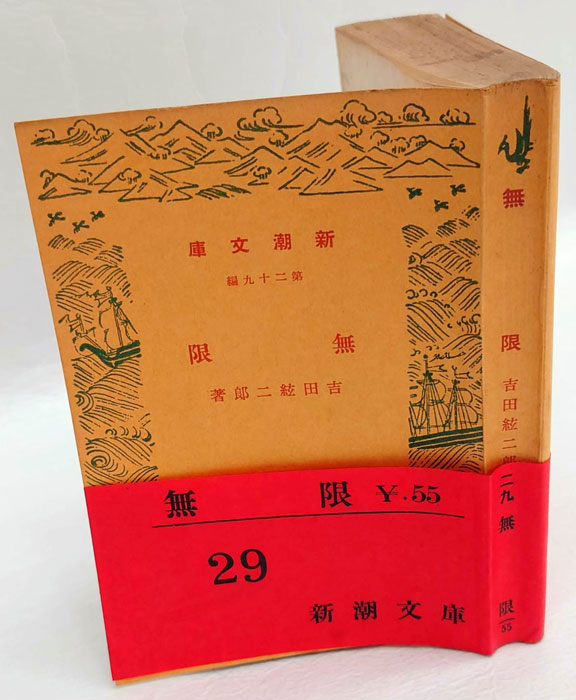 新潮文庫
第二十九編
無限
吉田絃二郎著
無限 ¥.55
29
新潮文庫
無限
吉田絃二郎
二九 無限
55